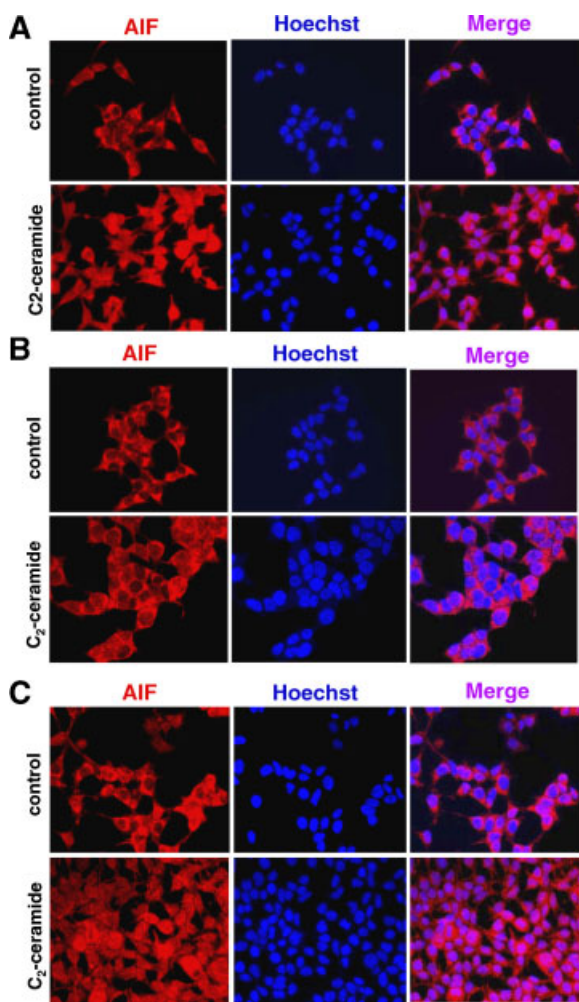 A
AIF Hoechst Merge
control
C2-ceramide
B
AIF Hoechst Merge
control
C₂-ceramide
C
AIF Hoechst Merge
control
C₂-ceramide